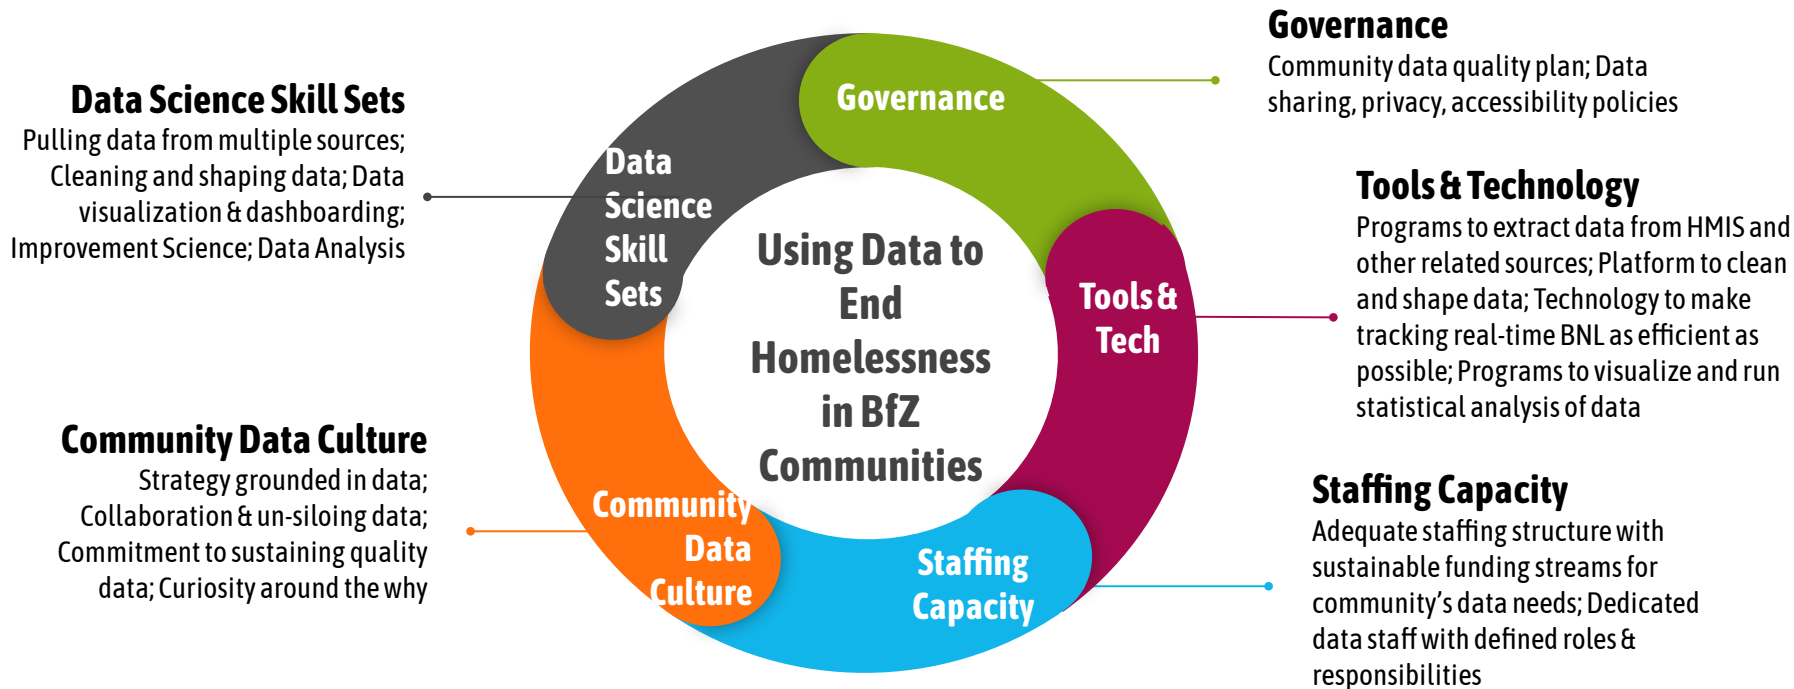 Governance
Community data quality plan; Data
sharing, privacy, accessibility policies
Data Science Skill Sets
Pulling data from multiple sources;
Cleaning and shaping data; Data
visualization & dashboarding;
Improvement Science; Data Analysis
Governance
Data
Science
Skill
Sets
Tools & Technology
Programs to extract data from HMIS and
other related sources; Platform to clean
and shape data; Technology to make
tracking real-time BNL as efficient as
possible; Programs to visualize and run
statistical analysis of data
Using Data to
End
Homelessness
in BfZ
Communities
Tools &
Tech
Community Data Culture
Strategy grounded in data;
Collaboration & un-siloing data;
Commitment to sustaining quality
data; Curiosity around the why
Community
Data
Culture
Staffing
Capacity
Staffing Capacity
Adequate staffing structure with
sustainable funding streams for
community's data needs; Dedicated
data staff with defined roles &
responsibilities